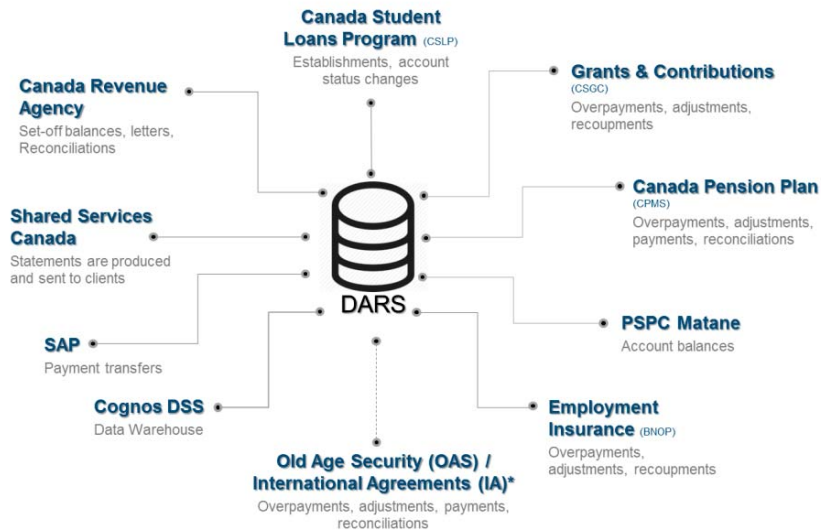 Canada Student
Loans Program (CSLP)
Establishments, account
status changes
Canada Revenue
Agency
Set-off balances, letters,
Reconciliations
Grants & Contributions
(CSGC)
Overpayments, adjustments,
recoupments
Shared Services
Canada
Statements are produced
and sent to clients
Canada Pension Plan
(CPMS)
Overpayments, adjustments,
payments, reconciliations
DARS
SAP
Payment transfers
PSPC Matane
Account balances
Cognos DSS
Data Warehouse
Employment
Insurance (BNOP)
Overpayments,
adjustments, recoupments
Old Age Security (OAS) /
International Agreements (IA)*
Overpayments, adjustments, payments,
reconciliations